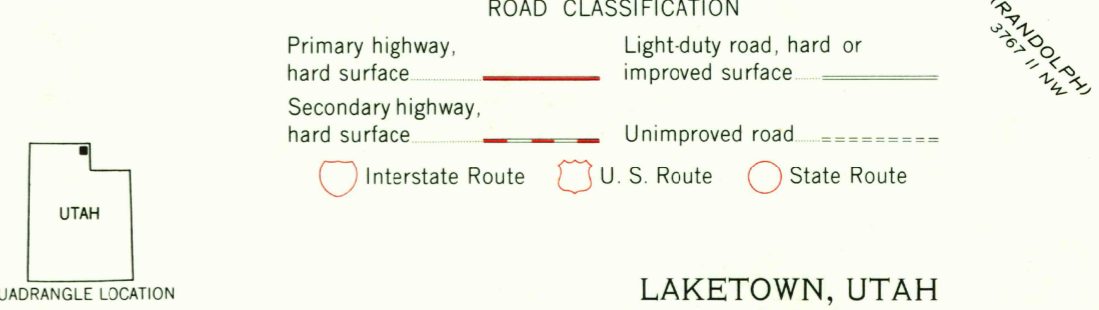 ROAD CLASSIFICATION
Primary highway,
hard surface
Light-duty road, hard or
improved surface
Secondary highway,
hard surface
Unimproved road
Interstate Route
U. S. Route
State Route
(RANDOLPH)
3767 II NW
UTAH
UADRANGLE LOCATION
LAKETOWN, UTAH